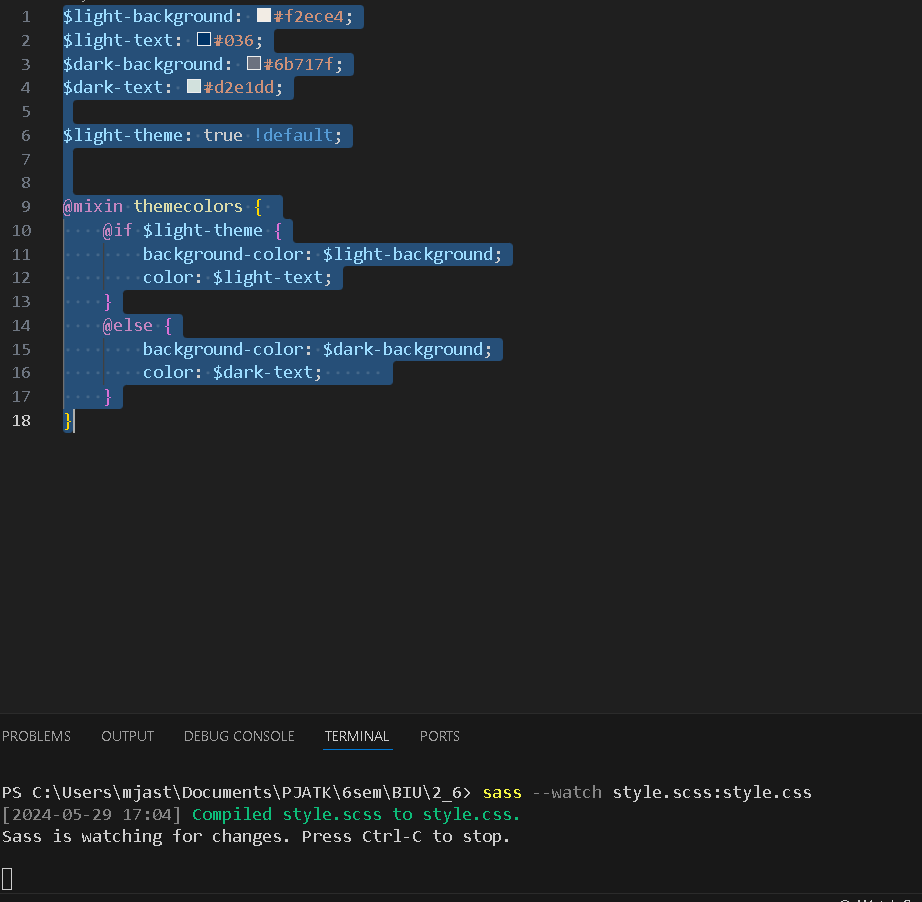 1 $light-background: #f2ece4;
2 $light-text: #036;
3 $dark-background: #6b717f;
4 $dark-text: #d2e1dd;
5
6 $light-theme: true !default;
7
8
9 @mixin themecolors {
10 @if $light-theme {
11 background-color: $light-background;
12 color: $light-text;
13 }
14 @else {
15 background-color: $dark-background;
16 color: $dark-text;
17 }
18 }
PROBLEMS OUTPUT DEBUG CONSOLE TERMINAL PORTS
PS C:\Users\mjast\Documents\PJATK\6sem\BIU\2_6> sass --watch style.scss:style.css
[2024-05-29 17:04] Compiled style.scss to style.css.
Sass is watching for changes. Press Ctrl-C to stop.